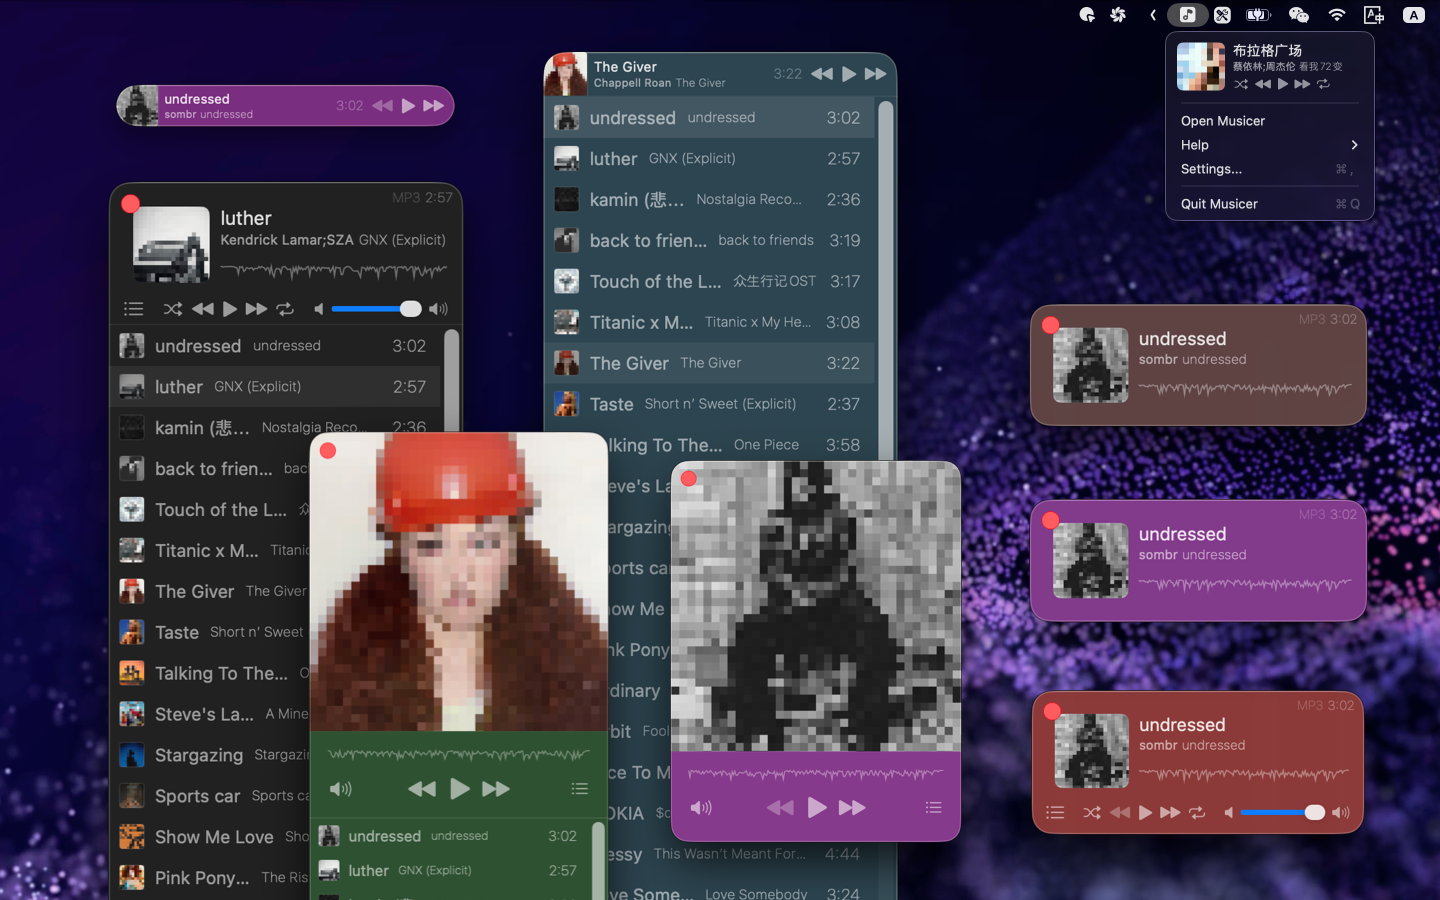 布拉格广场
蔡依林;周杰伦 看我72变
Open Musicer
Help
Settings... ⌘ ,
Quit Musicer ⌘ Q
undressed
sombr undressed
3:02
The Giver
Chappell Roan The Giver
3:22
undressed undressed 3:02
luther GNX (Explicit) 2:57
kamin (悲... Nostalgia Reco... 2:36
back to frien... back to friends 3:19
Touch of the L... 众生行记 OST 3:17
Titanic x M... Titanic x My He... 3:08
The Giver The Giver 3:22
Taste Short n' Sweet (Explicit) 2:37
lking To The... One Piece 3:58
eve's La
argazing
orts car
ow Me
nk Pony
dinary
bit Fool
ce To M
OKIA $c
essy This Wasn't Meant For... 4:44
ve Some... Love Somebody 3:24
MP3 2:57
luther
Kendrick Lamar;SZA GNX (Explicit)
undressed undressed 3:02
luther GNX (Explicit) 2:57
kamin (悲... Nostalgia Reco... 2:36
back to frien... bac
Touch of the L...
Titanic x M... Titanic
The Giver The Giver
Taste Short n' Sweet
Talking To The... O
Steve's La... A Mine
Stargazing Stargazin
Sports car Sports ca
Show Me Love Sho
Pink Pony... The Ris
undressed undressed 3:02
luther GNX (Explicit) 2:57
MP3 3:02
undressed
sombr undressed
MP3 3:02
undressed
sombr undressed
MP3 3:02
undressed
sombr undressed